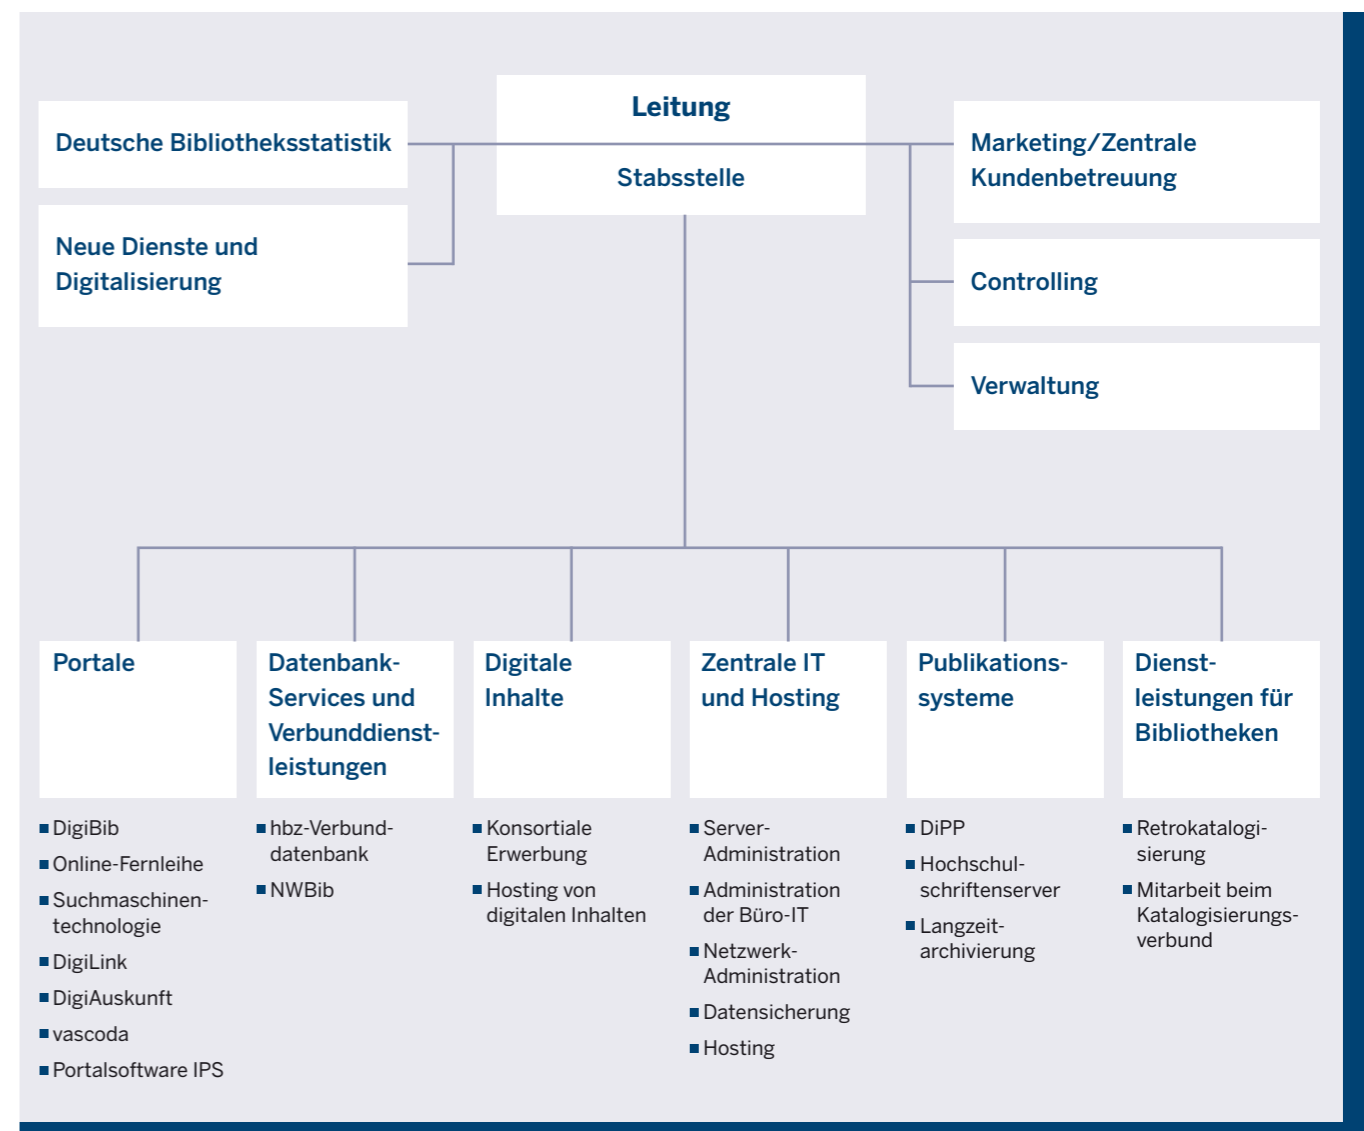 Leitung
Stabsstelle
Deutsche Bibliotheksstatistik
Neue Dienste und
Digitalisierung
Marketing/Zentrale
Kundenbetreuung
Controlling
Verwaltung
Portale
■ DigiBib
■ Online-Fernleihe
■ Suchmaschinen-
technologie
■ DigiLink
■ DigiAuskunft
■ vascoda
■ Portalsoftware IPS
Datenbank-
Services und
Verbunddienst-
leistungen
■ hbz-Verbund-
datenbank
■ NWBib
Digitale
Inhalte
■ Konsortiale
Erwerbung
■ Hosting von
digitalen Inhalten
Zentrale IT
und Hosting
■ Server-
Administration
■ Administration
der Büro-IT
■ Netzwerk-
Administration
■ Datensicherung
■ Hosting
Publikations-
systeme
■ DiPP
■ Hochschul-
schriftenserver
■ Langzeit-
archivierung
Dienst-
leistungen für
Bibliotheken
■ Retrokatalogi-
sierung
■ Mitarbeit beim
Katalogisierungs-
verbund